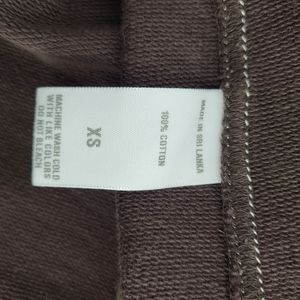 MADE IN SRI LANKA
100% COTTON
XS
MACHINE WASH COLD
WITH LIKE COLORS
DO NOT BLEACH